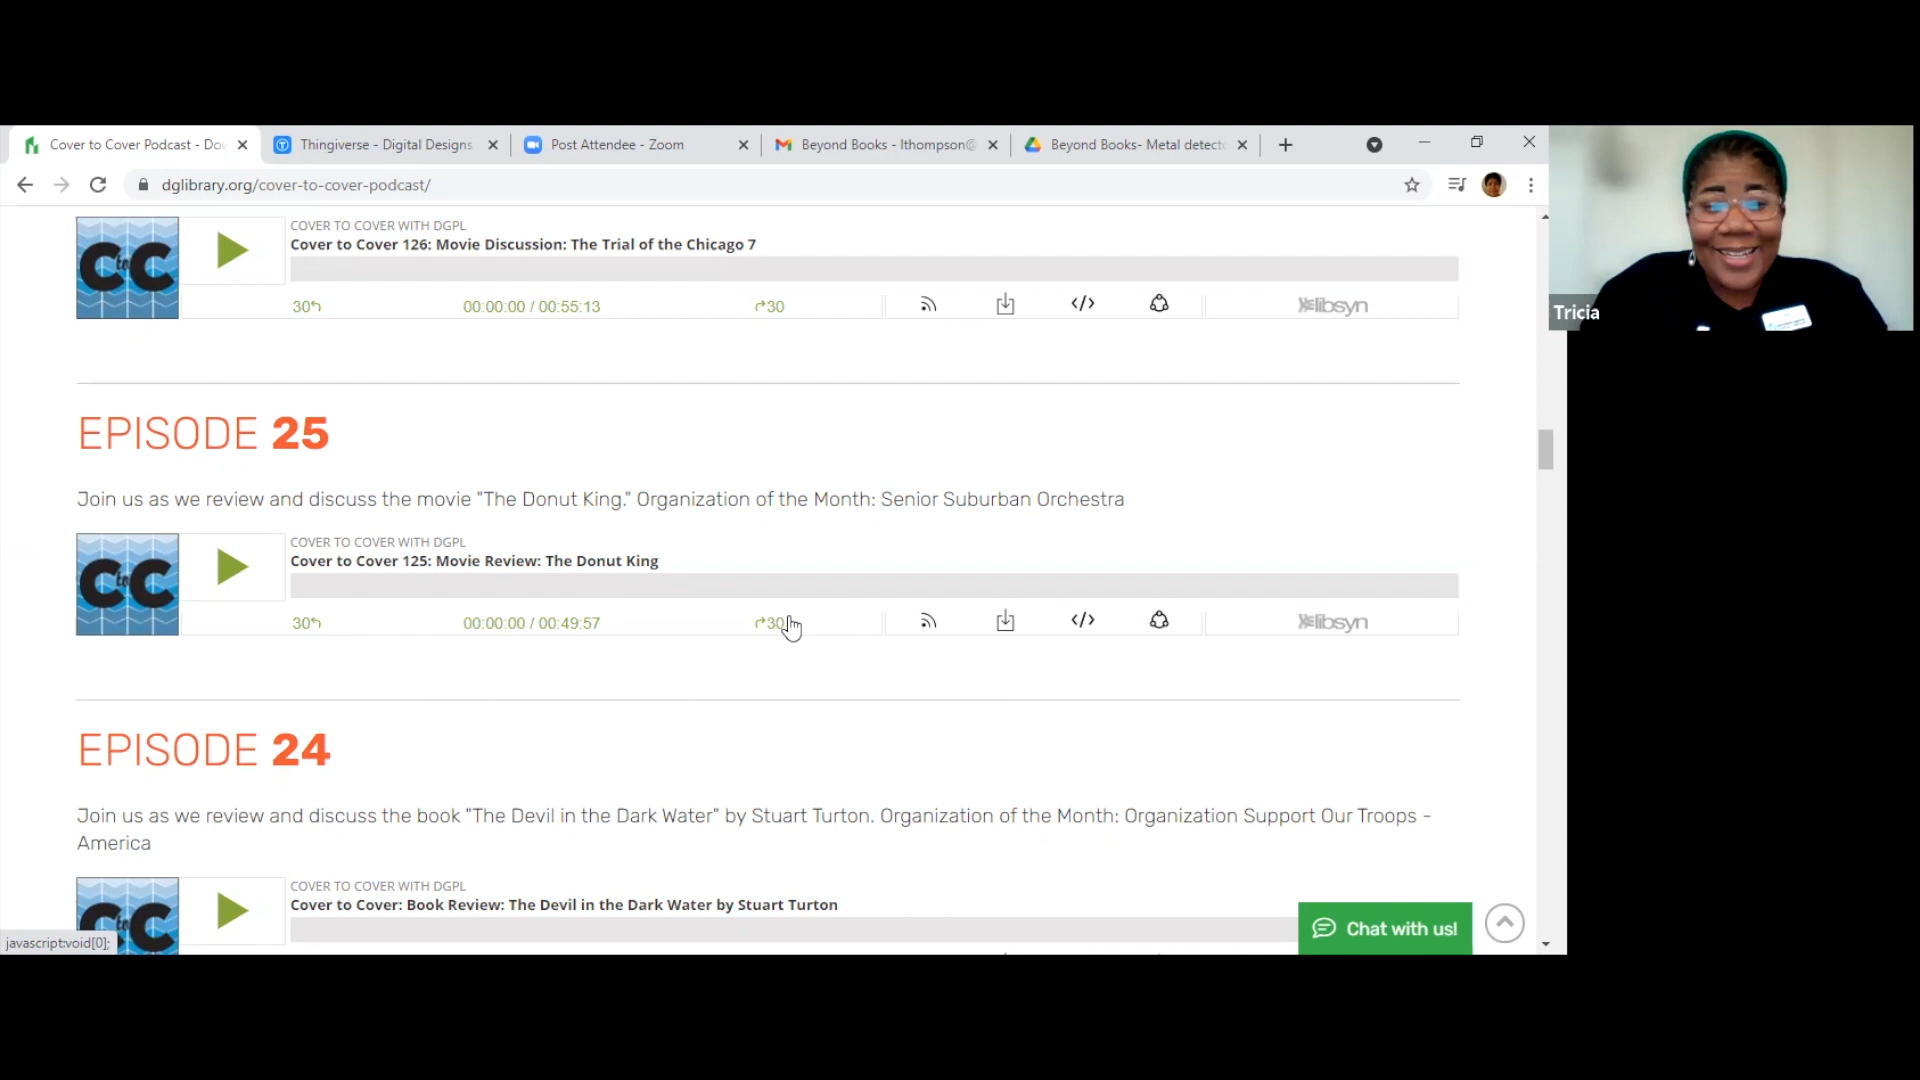 Cover to Cover Podcast - Dov
Thingiverse - Digital Designs
Post Attendee - Zoom
Beyond Books - lthompson@
Beyond Books- Metal detect
dglibrary.org/cover-to-cover-podcast/
CtoC
COVER TO COVER WITH DGPL
Cover to Cover 126: Movie Discussion: The Trial of the Chicago 7
30
00:00:00 / 00:55:13
30
</>
libsyn
Tricia
EPISODE 25
Join us as we review and discuss the movie "The Donut King." Organization of the Month: Senior Suburban Orchestra
CtoC
COVER TO COVER WITH DGPL
Cover to Cover 125: Movie Review: The Donut King
30
00:00:00 / 00:49:57
30
</>
libsyn
EPISODE 24
Join us as we review and discuss the book "The Devil in the Dark Water" by Stuart Turton. Organization of the Month: Organization Support Our Troops -
America
CtoC
COVER TO COVER WITH DGPL
Cover to Cover: Book Review: The Devil in the Dark Water by Stuart Turton
Chat with us!
javascript:void[0];